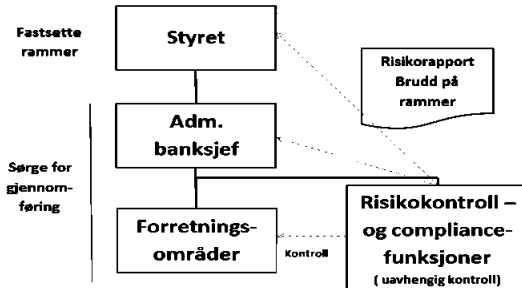 Fastsette
rammer
Styret
Risikorapport
Brudd på
rammer
Adm.
banksjef
Sørge for
gjennom-
føring
Forretnings-
områder
Kontroll
Risikokontroll –
og compliance-
funksjoner
( uavhengig kontroll)